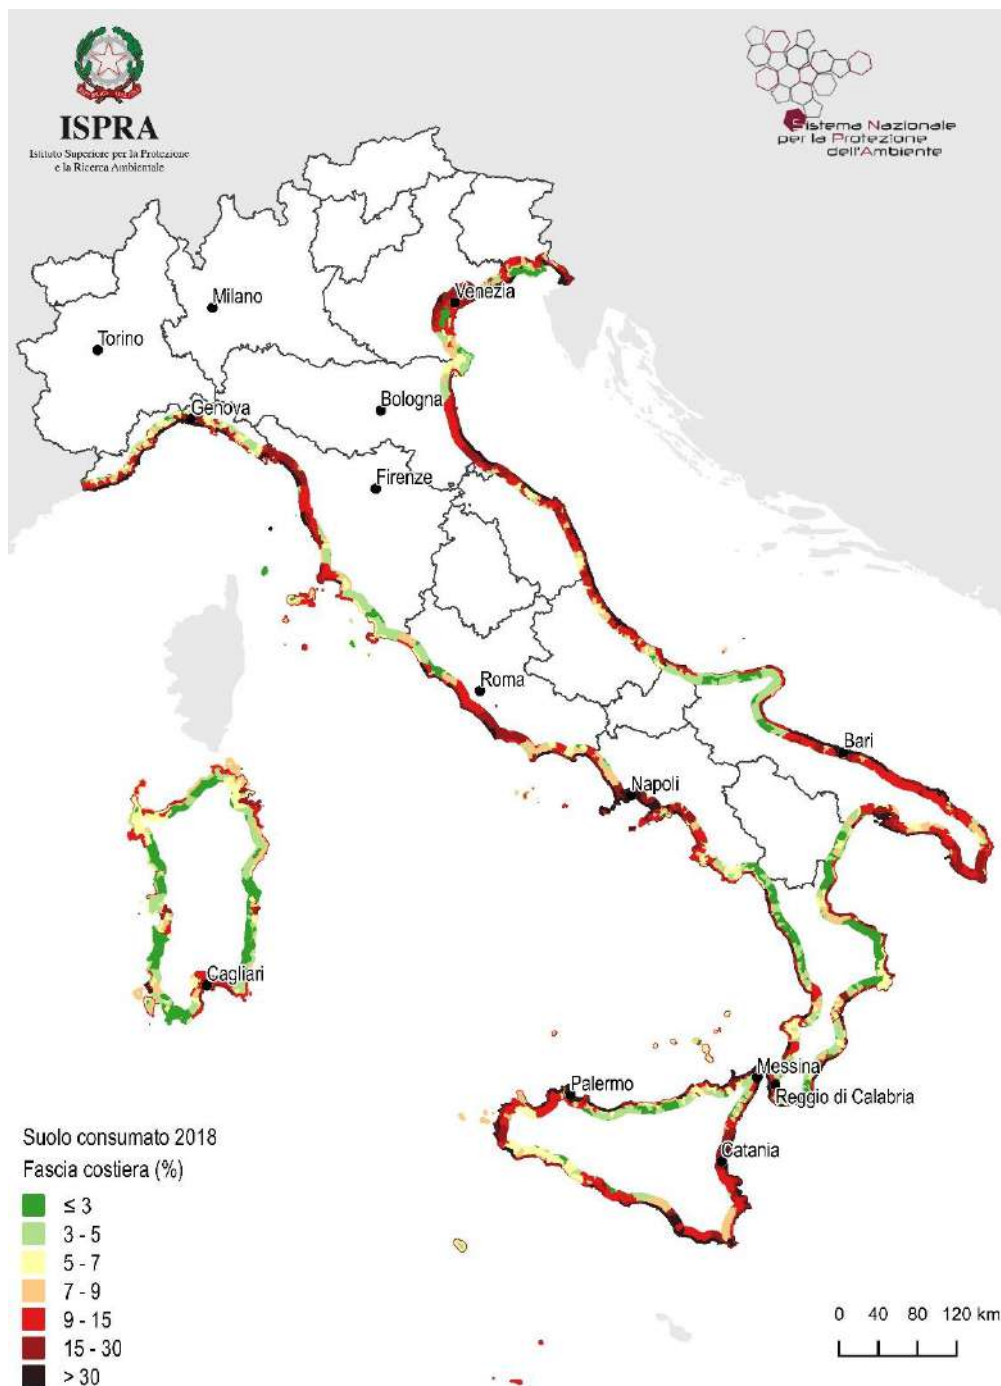 ISPRA
Istituto Superiore per la Protezione
e la Ricerca Ambientale
Sistema Nazionale
per la Protezione
dell'Ambiente
Venezia
Milano
Torino
Bologna
Genova
Firenze
Roma
Bari
Napoli
Cagliari
Messina
Palermo
Reggio di Calabria
Catania
Suolo consumato 2018
Fascia costiera (%)
≤ 3
3 - 5
5 - 7
7 - 9
9 - 15
15 - 30
> 30
0 40 80 120 km